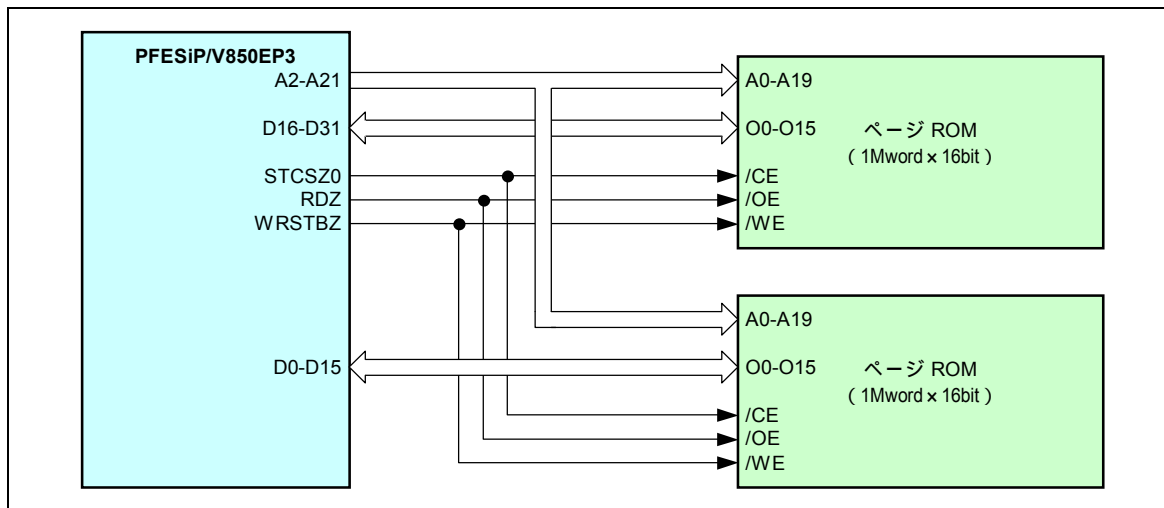 PFESiP/V850EP3
A2-A21
D16-D31
STCSZ0
RDZ
WRSTBZ
D0-D15
A0-A19
O0-O15
/CE
/OE
/WE
ページ ROM
（1Mword×16bit）
A0-A19
O0-O15
/CE
/OE
/WE
ページ ROM
（1Mword×16bit）